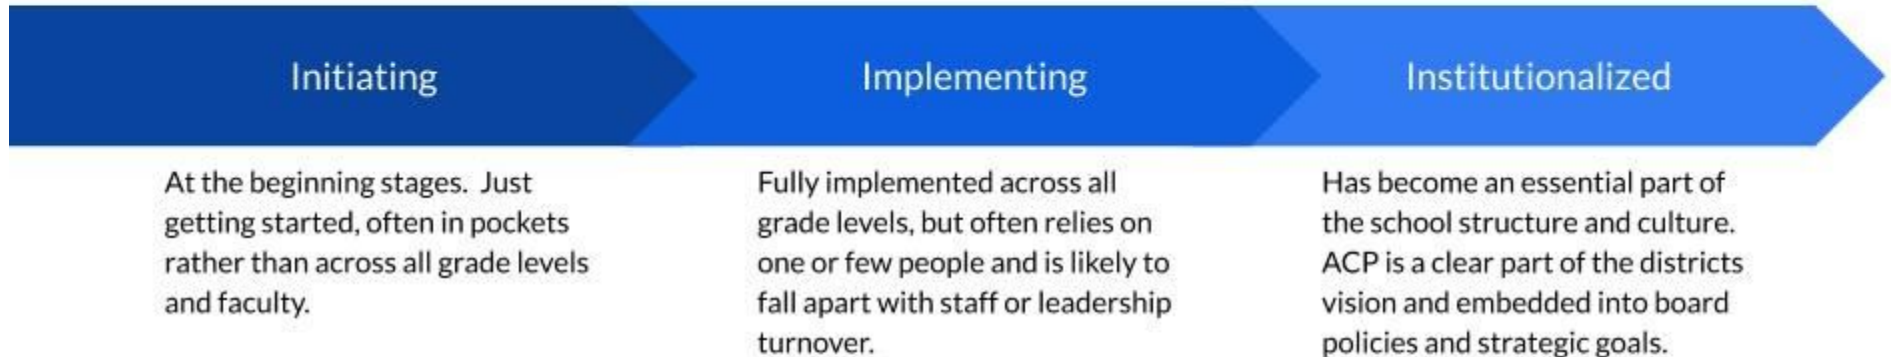 Initiating
Implementing
Institutionalized
At the beginning stages.  Just
getting started, often in pockets
rather than across all grade levels
and faculty.
Fully implemented across all
grade levels, but often relies on
one or few people and is likely to
fall apart with staff or leadership
turnover.
Has become an essential part of
the school structure and culture.
ACP is a clear part of the districts
vision and embedded into board
policies and strategic goals.